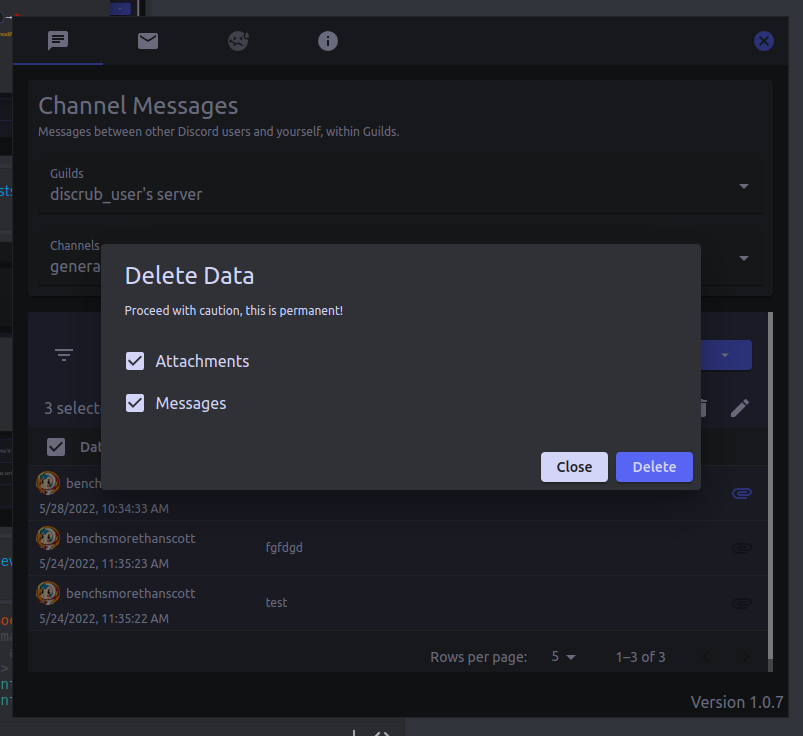 Channel Messages
Messages between other Discord users and yourself, within Guilds.
Guilds
discrub_user's server
Channels
genera
Delete Data
Proceed with caution, this is permanent!
Attachments
Messages
3 select
Close
Delete
Dat
bench
5/28/2022, 10:34:33 AM
benchsmorethanscott
fgfdgd
5/24/2022, 11:35:23 AM
benchsmorethanscott
test
5/24/2022, 11:35:22 AM
Rows per page: 5 1–3 of 3
Version 1.0.7